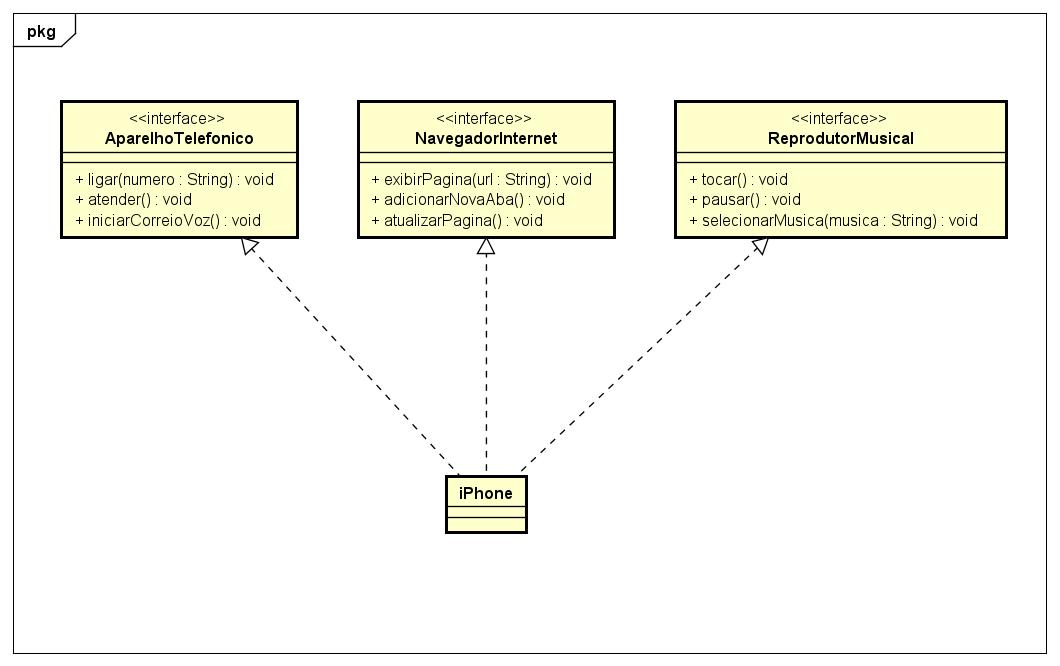 pkg
<<interface>>
AparelhoTelefonico
+ ligar(numero : String) : void
+ atender() : void
+ iniciarCorreioVoz() : void
<<interface>>
NavegadorInternet
+ exibirPagina(url : String) : void
+ adicionarNovaAba() : void
+ atualizarPagina() : void
<<interface>>
ReprodutorMusical
+ tocar() : void
+ pausar() : void
+ selecionarMusica(musica : String) : void
iPhone